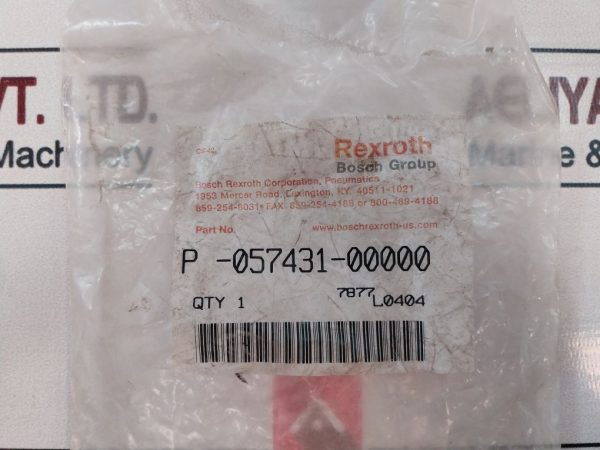 VT. LTD.
Machinery
Marine &
C#-40
Rexroth
Bosch Group
Bosch Rexroth Corporation, Pneumatics
1953 Mercer Road, Lexington, KY. 40511-1021
859-254-8031 FAX 859-254-4188 or 800-489-4188
Part No.
www.boschrexroth-us.com
P -057431-00000
QTY 1
7877 L0404